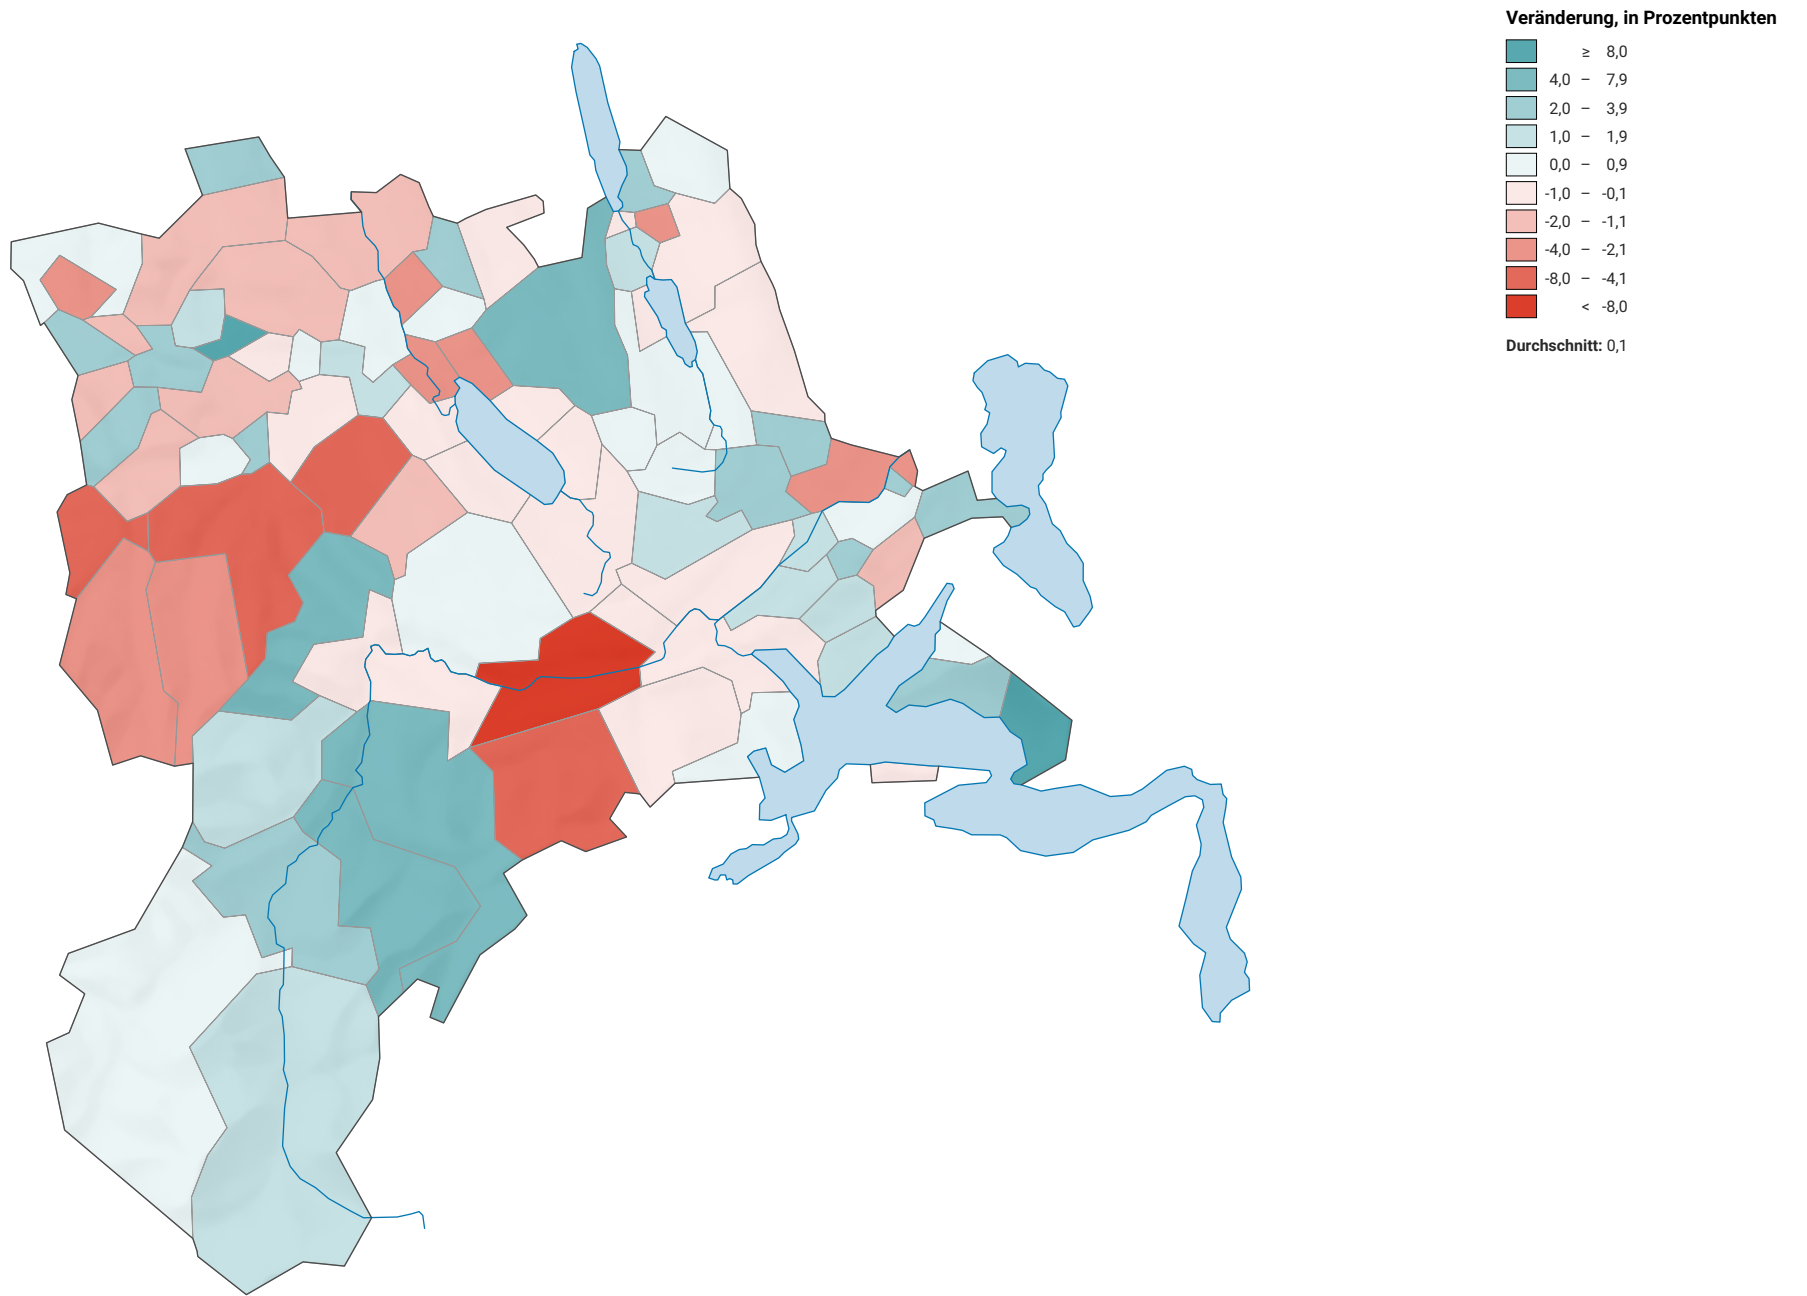 Veränderung, in Prozentpunkten
≥ 8,0
4,0 – 7,9
2,0 – 3,9
1,0 – 1,9
0,0 – 0,9
-1,0 – -0,1
-2,0 – -1,1
-4,0 – -2,1
-8,0 – -4,1
< -8,0
Durchschnitt: 0,1